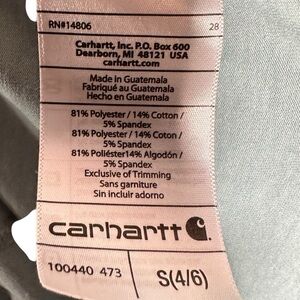 RN#14806 28
Carhartt, Inc. P.O. Box 600
Dearborn, MI 48121 USA
carhartt.com
Made in Guatemala
Fabriqué au Guatemala
Hecho en Guatemala
81% Polyester / 14% Cotton /
5% Spandex
81% Polyester / 14% Coton /
5% Spandex
81% Poliéster14% Algodón /
5% Spandex
Exclusive of Trimming
Sans garniture
Sin incluir adorno
carhartt
100440 473 S(4/6)